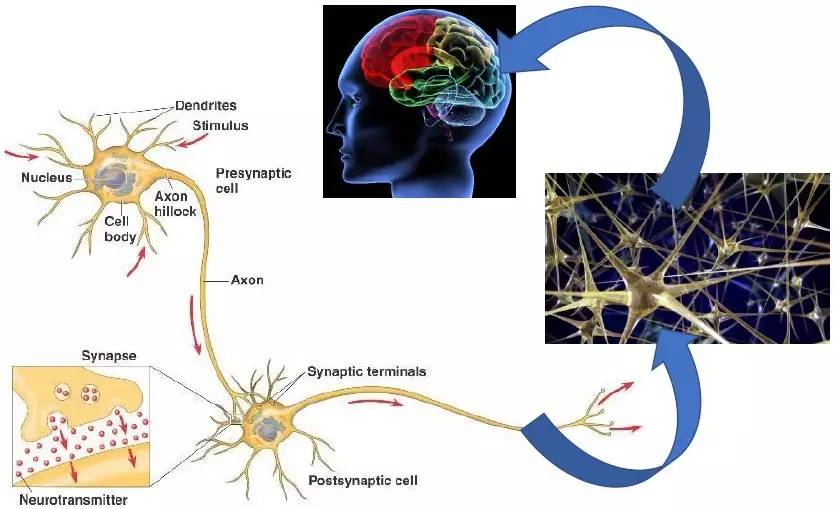 Dendrites
Stimulus
Nucleus
Presynaptic
cell
Axon
hillock
Cell
body
Axon
Synapse
Synaptic terminals
Postsynaptic cell
Neurotransmitter